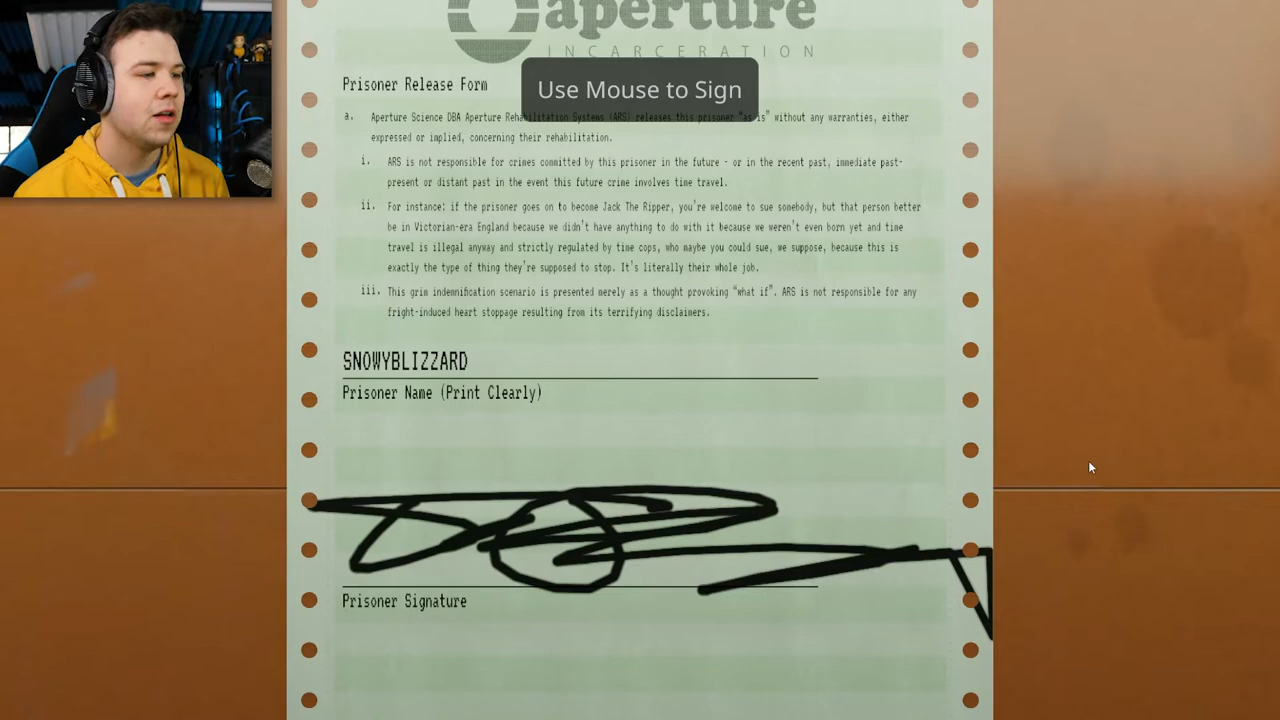 aperture
INCARCERATION
Prisoner Release Form
Use Mouse to Sign
a. Aperture Science DBA Aperture Rehabilitation Systems (ARS) releases this prisoner "as is" without any warranties, either
expressed or implied, concerning their rehabilitation.
i. ARS is not responsible for crimes committed by this prisoner in the future - or in the recent past, immediate past-
present or distant past in the event this future crime involves time travel.
ii. For instance: if the prisoner goes on to become Jack The Ripper, you're welcome to sue somebody, but that person better
be in Victorian-era England because we didn't have anything to do with it because we weren't even born yet and time
travel is illegal anyway and strictly regulated by time cops, who maybe you could sue, we suppose, because this is
exactly the type of thing they're supposed to stop. It's literally their whole job.
iii. This grim indemnification scenario is presented merely as a thought provoking "what if". ARS is not responsible for any
fright-induced heart stoppage resulting from its terrifying disclaimers.
SNOWYBLIZZARD
Prisoner Name (Print Clearly)
Prisoner Signature